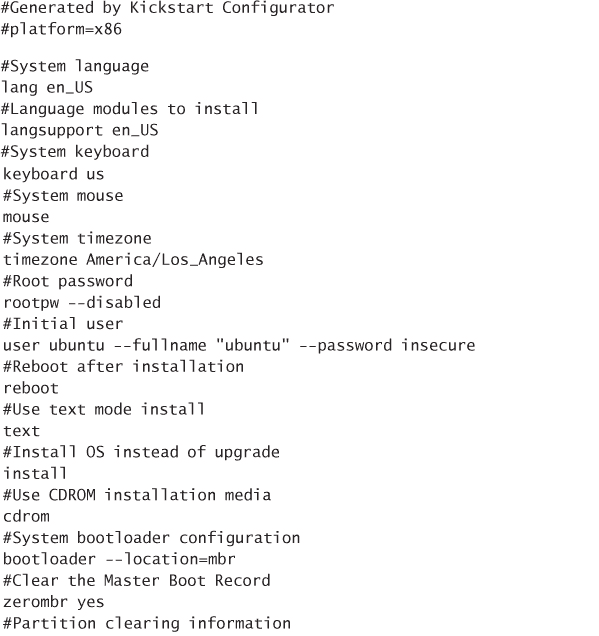 #Generated by Kickstart Configurator
#platform=x86
#System language
lang en_US
#Language modules to install
langsupport en_US
#System keyboard
keyboard us
#System mouse
mouse
#System timezone
timezone America/Los_Angeles
#Root password
rootpw --disabled
#Initial user
user ubuntu --fullname "ubuntu" --password insecure
#Reboot after installation
reboot
#Use text mode install
text
#Install OS instead of upgrade
install
#Use CDROM installation media
cdrom
#System bootloader configuration
bootloader --location=mbr
#Clear the Master Boot Record
zerombr yes
#Partition clearing information